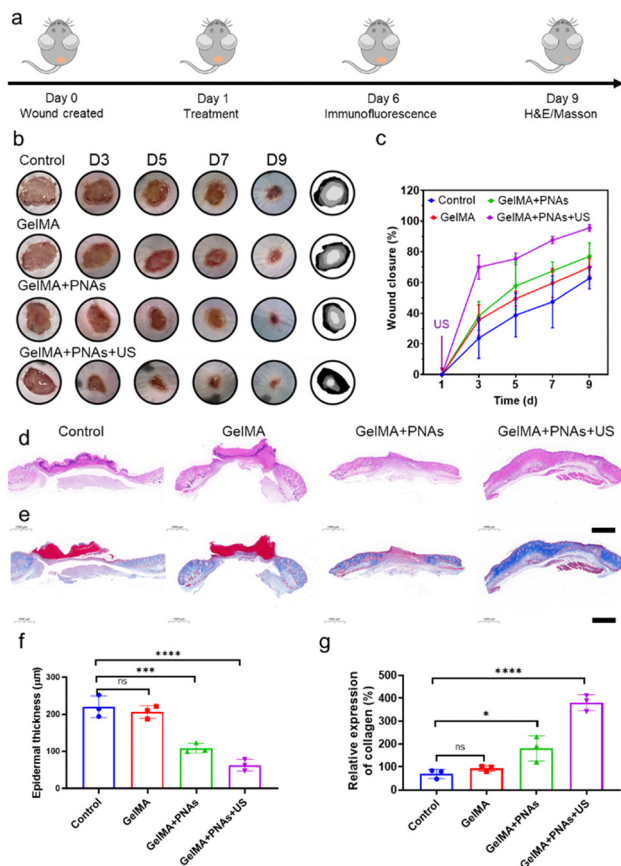 a
Day 0
Wound created
Day 1
Treatment
Day 6
Immunofluorescence
Day 9
H&E/Masson
b
Control D3 D5 D7 D9
GelMA
GelMA+PNAs
GelMA+PNAs+US
c
Wound closure (%)
120
100
80
60
40
20
0
Control
GelMA
GelMA+PNAs
GelMA+PNAs+US
US
1 3 5 7 9
Time (d)
d
Control GelMA GelMA+PNAs GelMA+PNAs+US
e
f
Epidermal thickness (μm)
300
200
100
0
ns
***
****
Control
GelMA
GelMA+PNAs
GelMA+PNAs+US
g
Relative expression
of collagen (%)
500
400
300
200
100
0
ns
*
****
Control
GelMA
GelMA+PNAs
GelMA+PNAs+US